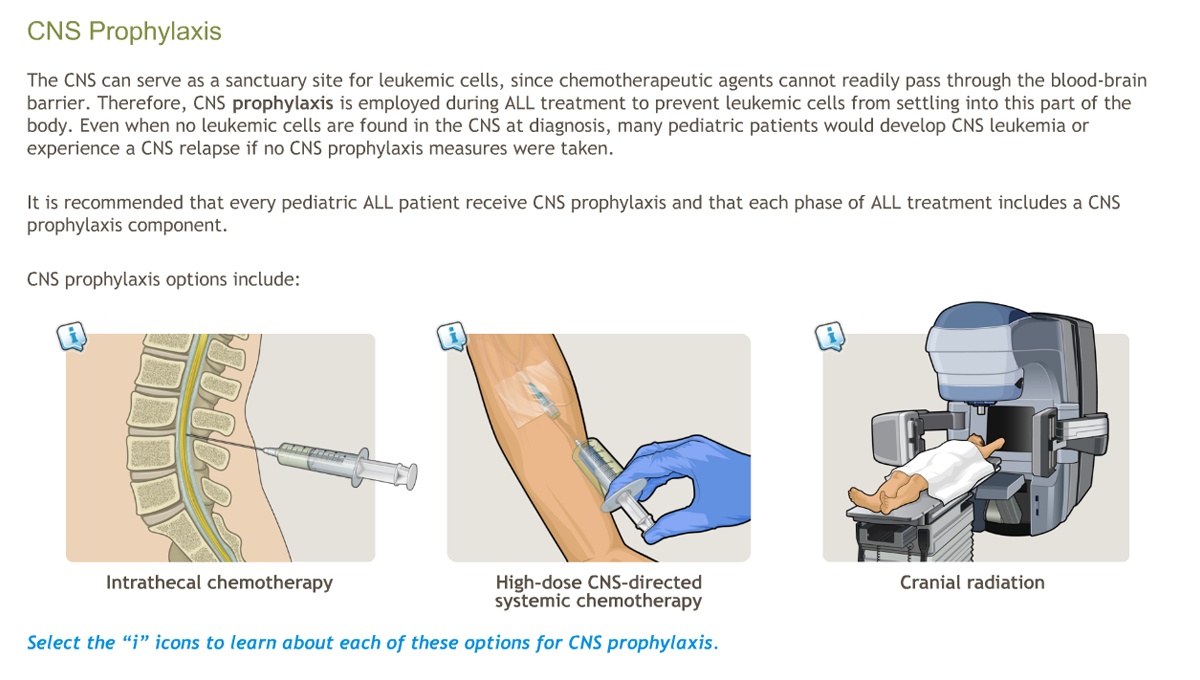 CNS Prophylaxis
The CNS can serve as a sanctuary site for leukemic cells, since chemotherapeutic agents cannot readily pass through the blood-brain
barrier. Therefore, CNS prophylaxis is employed during ALL treatment to prevent leukemic cells from settling into this part of the
body. Even when no leukemic cells are found in the CNS at diagnosis, many pediatric patients would develop CNS leukemia or
experience a CNS relapse if no CNS prophylaxis measures were taken.
It is recommended that every pediatric ALL patient receive CNS prophylaxis and that each phase of ALL treatment includes a CNS
prophylaxis component.
CNS prophylaxis options include:
i
i
i
Intrathecal chemotherapy
High-dose CNS-directed
systemic chemotherapy
Cranial radiation
Select the “i” icons to learn about each of these options for CNS prophylaxis.